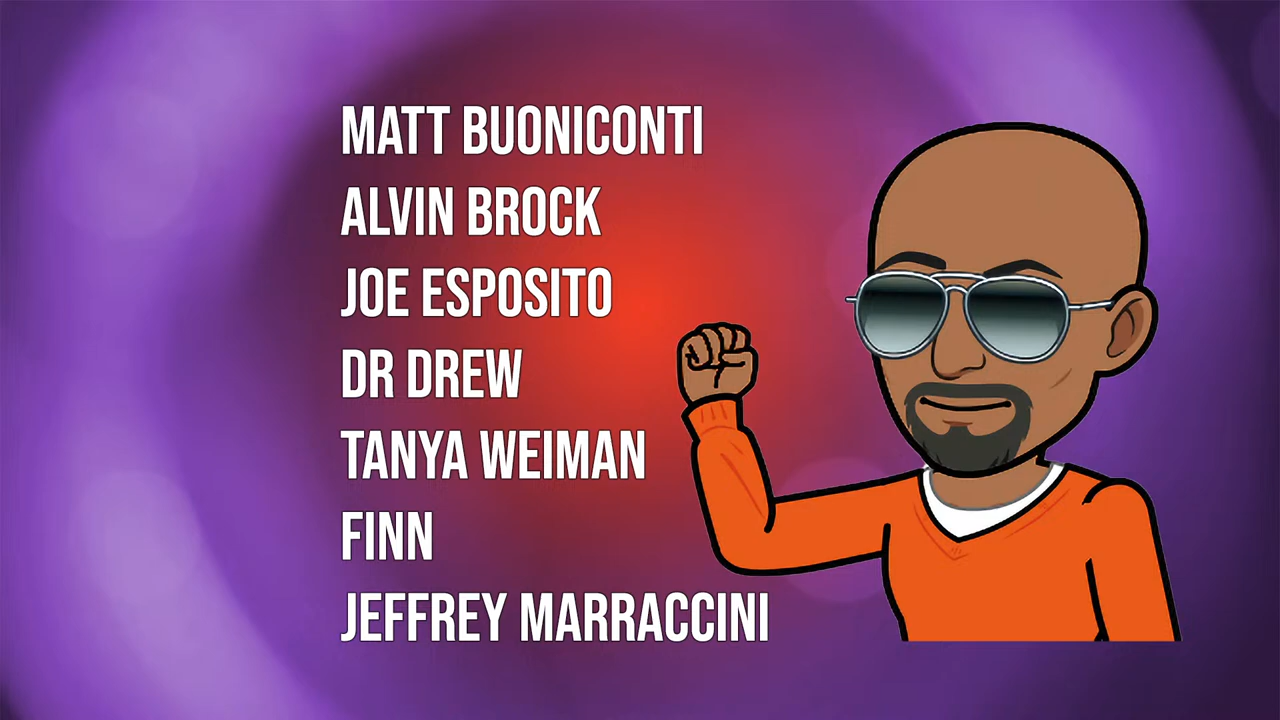 MATT BUONICONTI
ALVIN BROCK
JOE ESPOSITO
DR DREW
TANYA WEIMAN
FINN
JEFFREY MARRACCINI